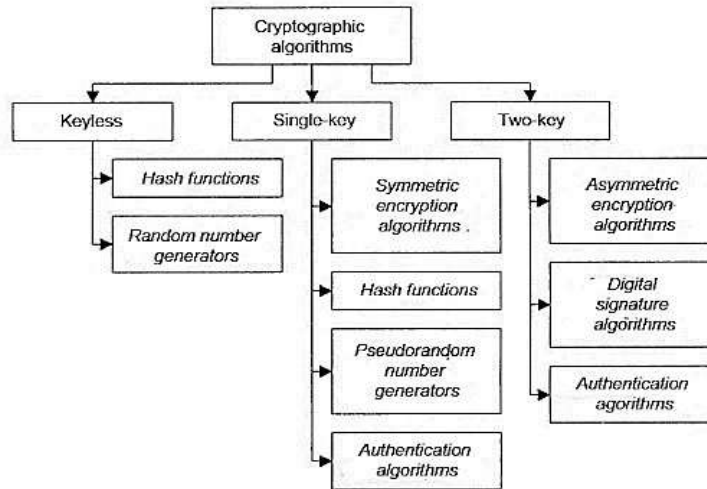 Cryptographic
algorithms
Keyless
Single-key
Two-key
Hash functions
Random number
generators
Symmetric
encryption
algorithms .
Hash functions
Pseudorandom
number
generators
Authentication
algorithms
Asymmetric
encryption
algorithms
Digital
signature
algorithms
Authentication
agorithms